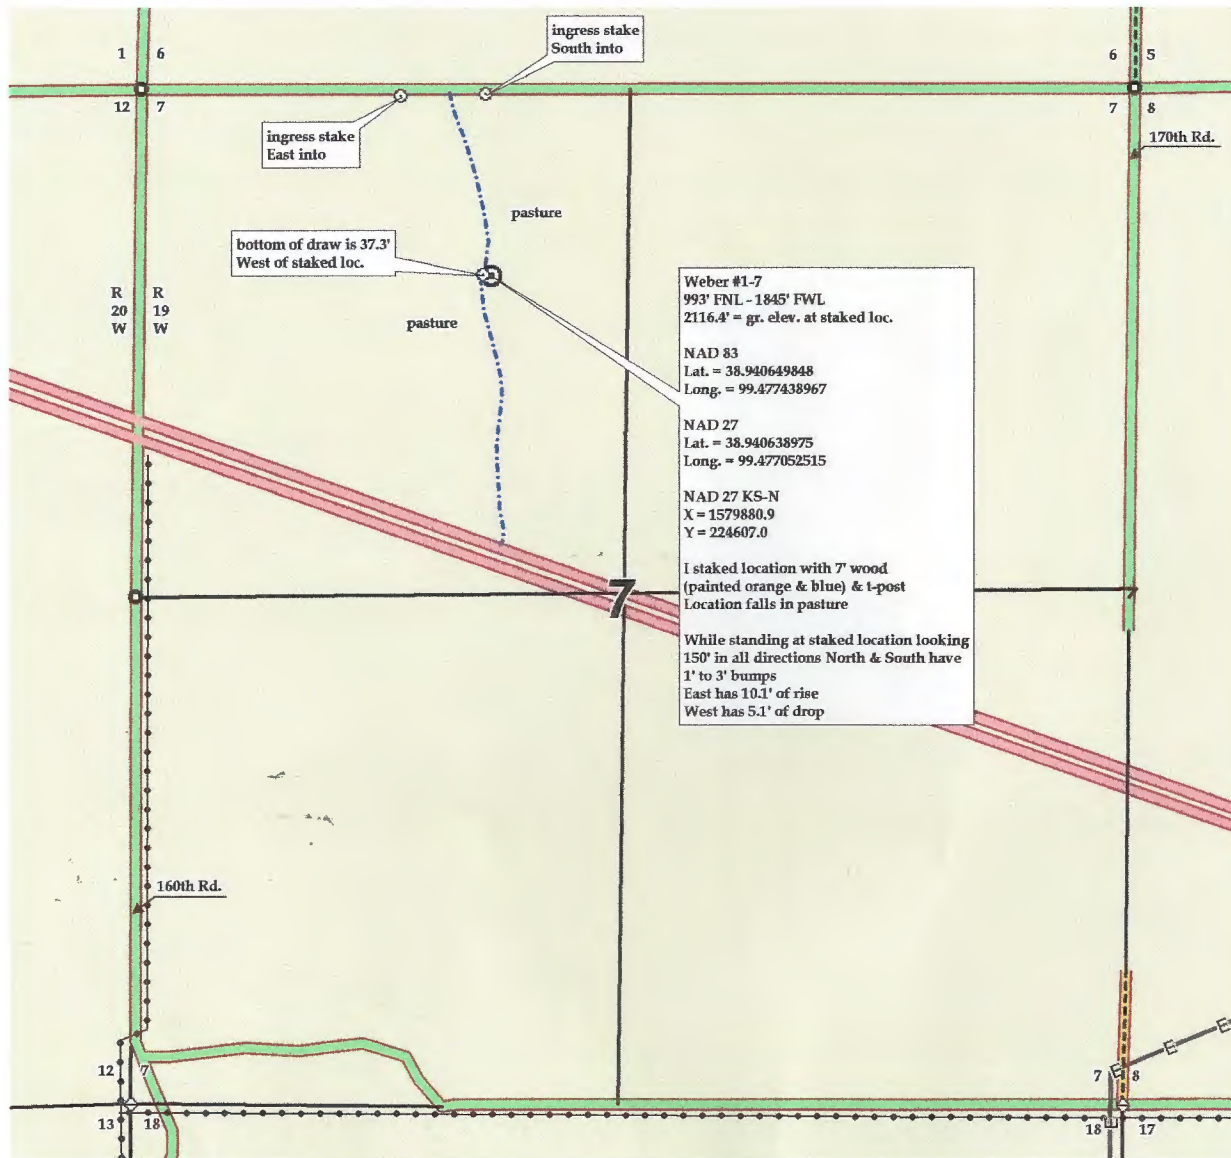 ingress stake
South into
1 6
6 5
12 7
7 8
ingress stake
East into
170th Rd.
pasture
bottom of draw is 37.3'
West of staked loc.
R R
20 19
W W
pasture
Weber #1-7
993' FNL - 1845' FWL
2116.4' = gr. elev. at staked loc.
NAD 83
Lat. = 38.940649848
Long. = 99.477438967
NAD 27
Lat. = 38.940638975
Long. = 99.477052515
NAD 27 KS-N
X = 1579880.9
Y = 224607.0
I staked location with 7' wood
(painted orange & blue) & t-post
Location falls in pasture
While standing at staked location looking
150' in all directions North & South have
1' to 3' bumps
East has 10.1' of rise
West has 5.1' of drop
7
160th Rd.
E
E
E
12 7
7 8
13 18
18 17